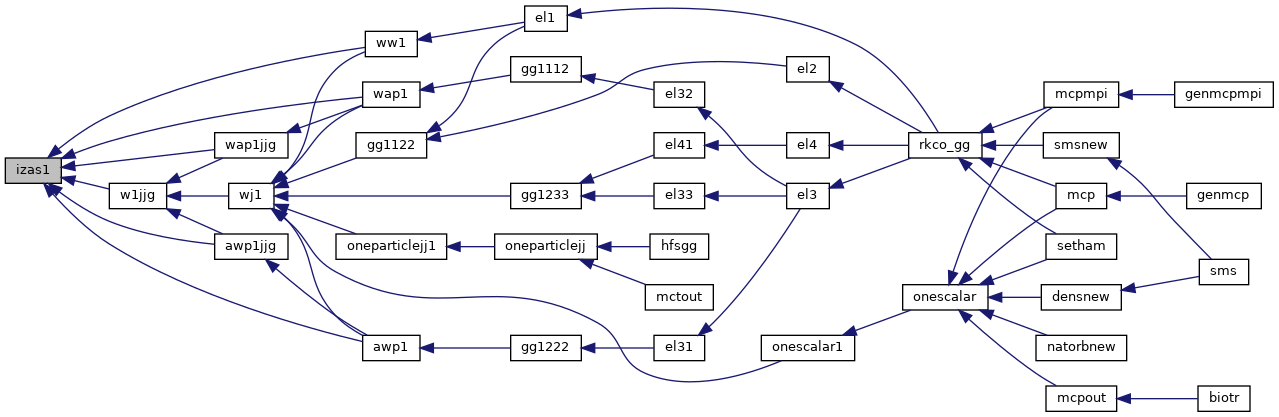 izas1
ww1
wap1
wap1jjg
w1jjg
awp1jjg
wj1
gg1122
oneparticlejj1
awp1
el1
gg1112
gg1233
oneparticlejj
gg1222
el32
el41
el33
hfsgg
mctout
el31
el2
el4
el3
onescalar1
rkco_gg
onescalar
mcpmpi
smsnew
mcp
setham
densnew
natorbnew
mcpout
genmcpmpi
genmcp
sms
biotr